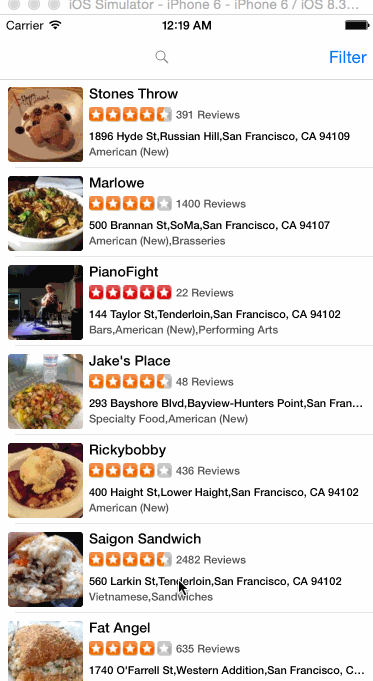 iOS Simulator - iPhone 6 - iPhone 6 / iOS 8.3...
Carrier 12:19 AM
Filter
Stones Throw
391 Reviews
1896 Hyde St,Russian Hill,San Francisco, CA 94109
American (New)
Marlowe
1400 Reviews
500 Brannan St,SoMa,San Francisco, CA 94107
American (New),Brasseries
PianoFight
22 Reviews
144 Taylor St,Tenderloin,San Francisco, CA 94102
Bars,American (New),Performing Arts
Jake's Place
48 Reviews
293 Bayshore Blvd,Bayview-Hunters Point,San Fran...
Specialty Food,American (New)
Rickybobby
436 Reviews
400 Haight St,Lower Haight,San Francisco, CA 94102
American (New)
Saigon Sandwich
2482 Reviews
560 Larkin St,Tenderloin,San Francisco, CA 94102
Vietnamese,Sandwiches
Fat Angel
635 Reviews
1740 O'Farrell St,Western Addition,San Francisco, C...